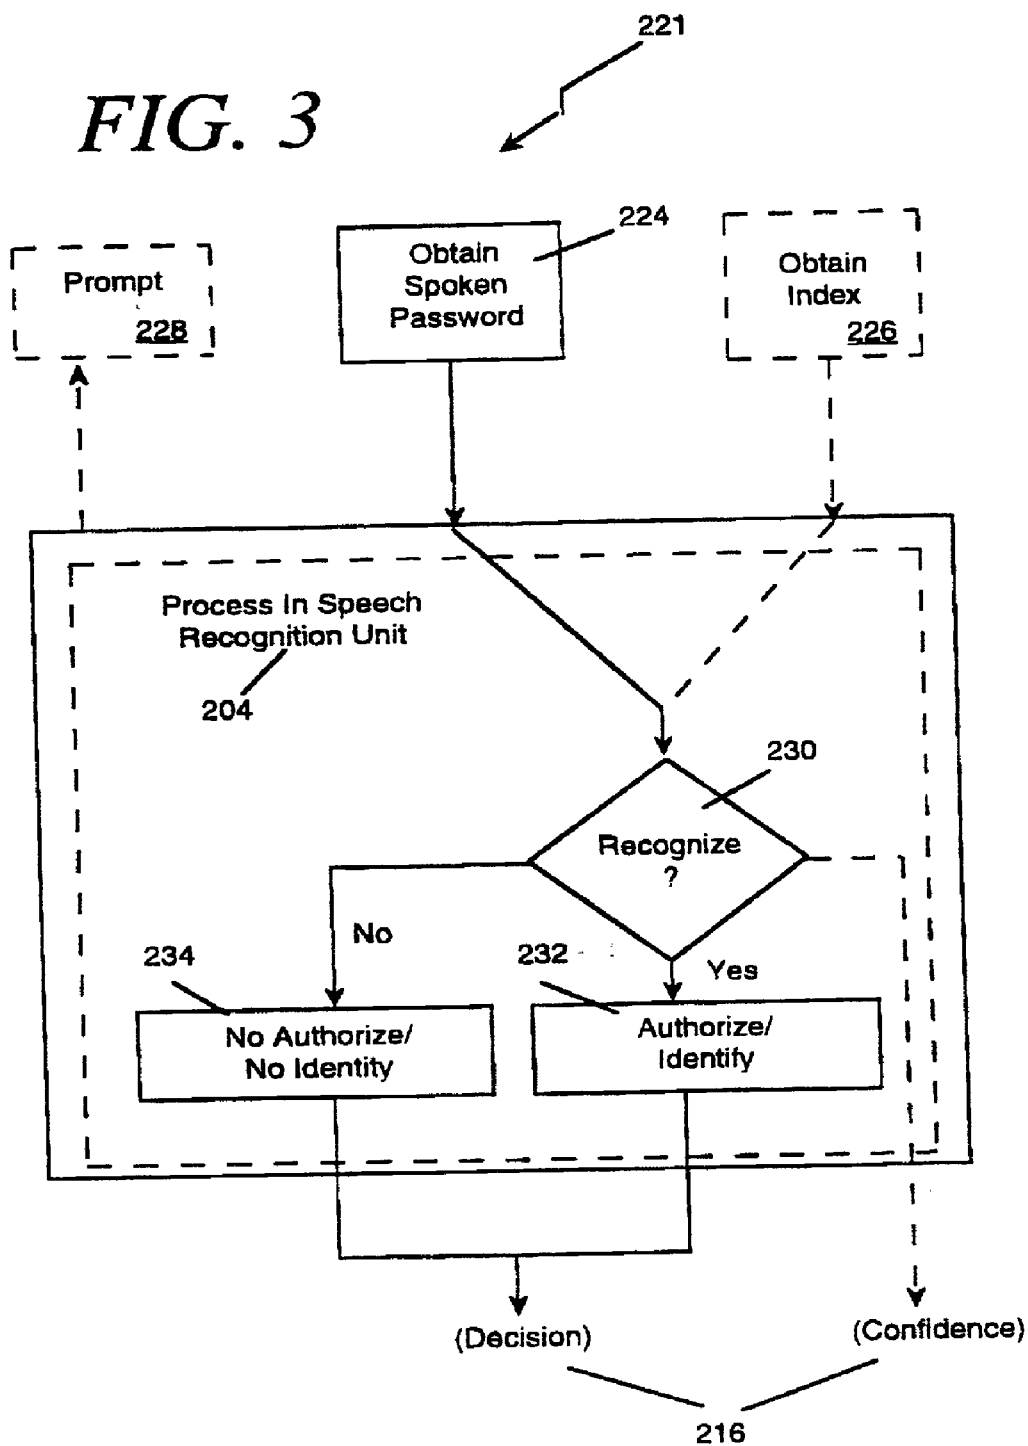 221
FIG. 3
224
Obtain
Spoken
Password
Prompt
228
Obtain
Index
226
Process In Speech
Recognition Unit
204
230
Recognize
?
No
Yes
234
232
No Authorize/
No Identity
Authorize/
Identify
(Decision)
(Confidence)
216